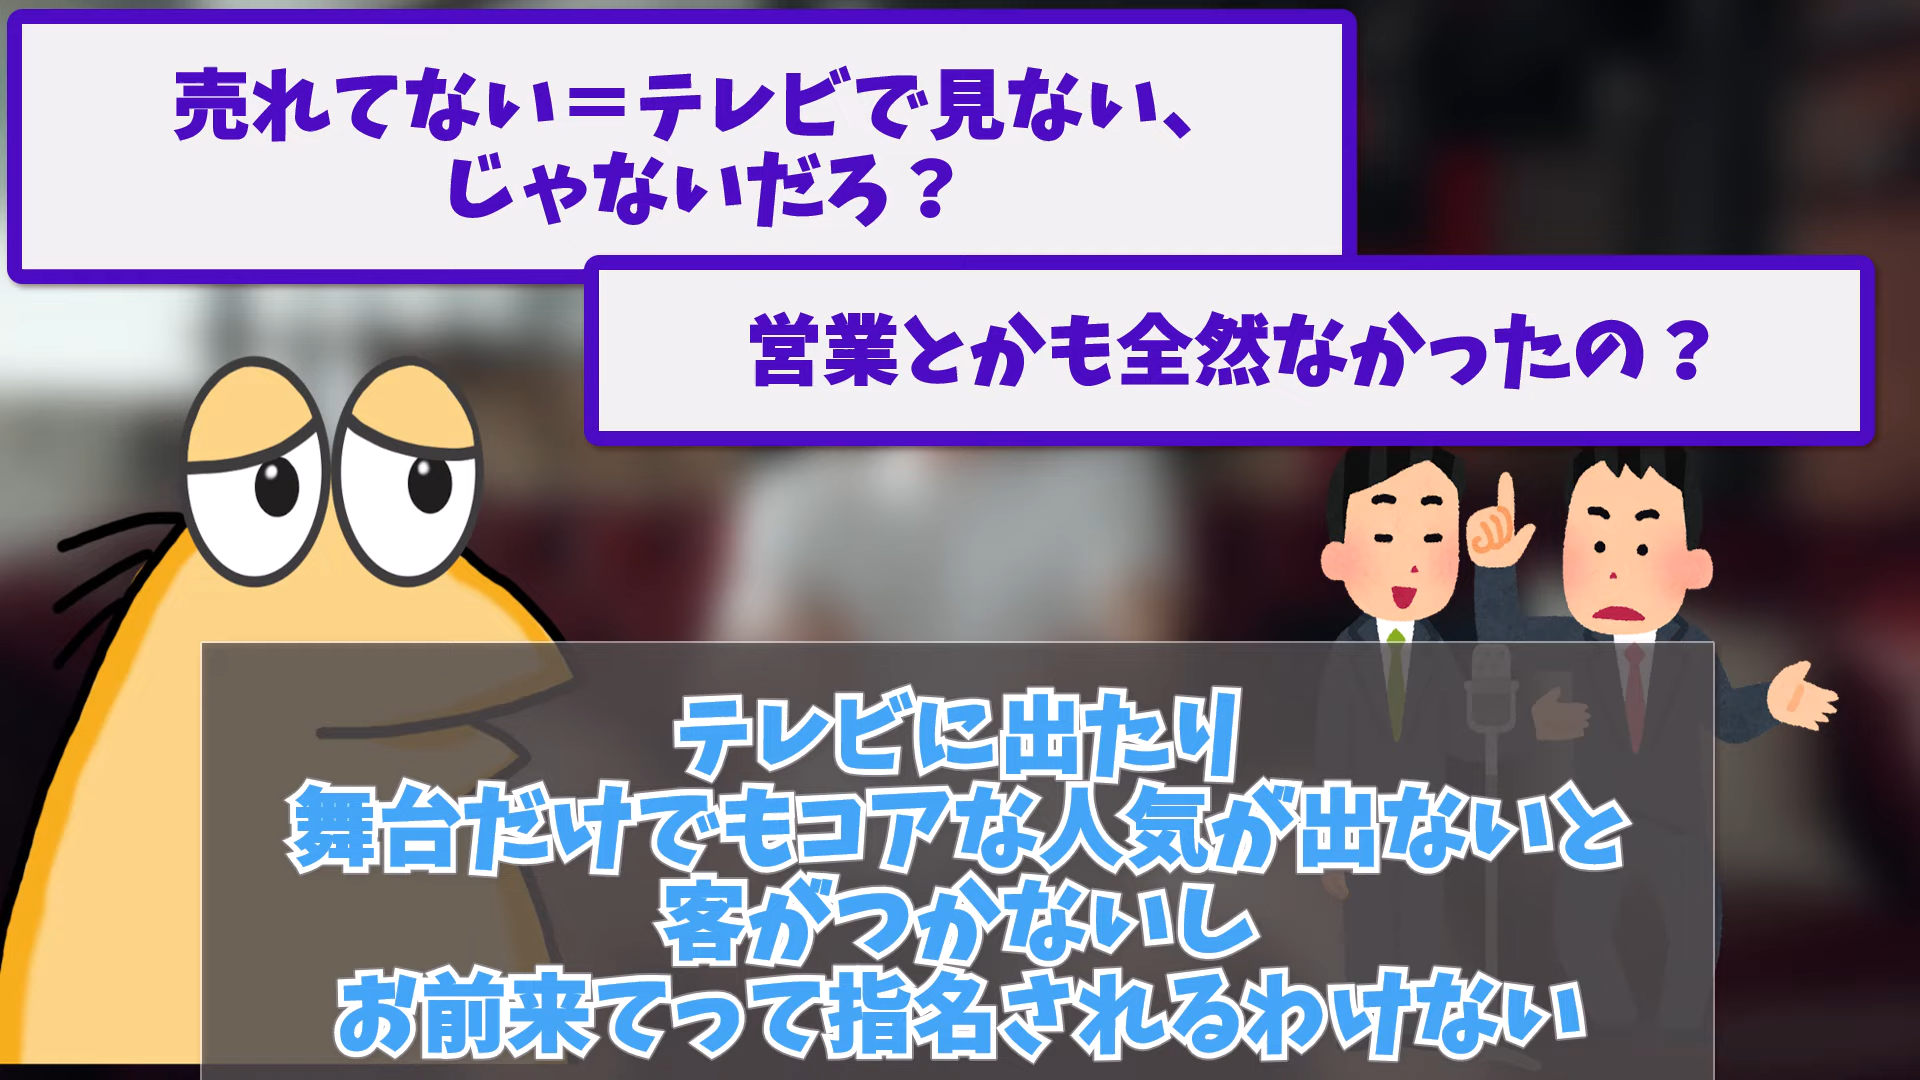 売れてない＝テレビで見ない、
じゃないだろ？
営業とかも全然なかったの？
テレビに出たり
舞台だけでもコアな人気が出ないと
客がつかないし
お前来てって指名されるわけない